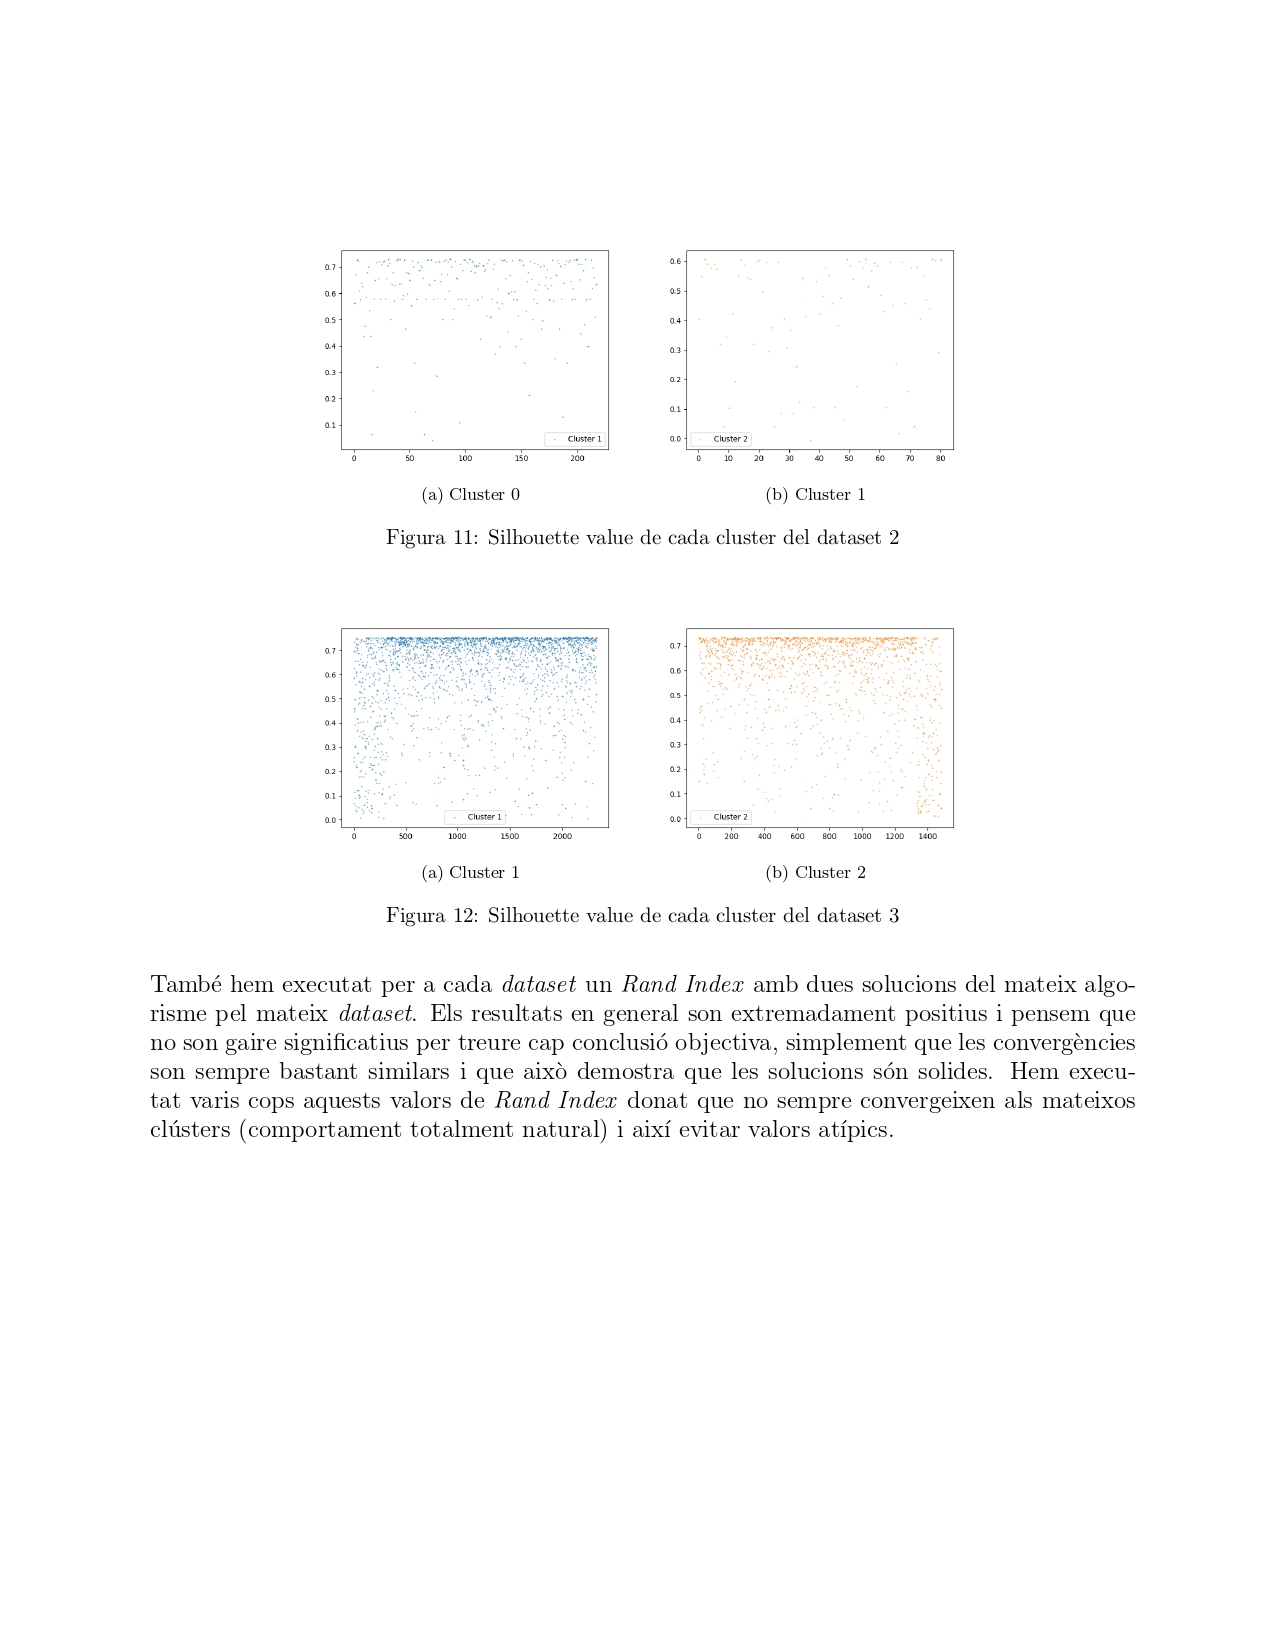 0.7
0.6
0.5
0.4
0.3
0.2
0.1
Cluster 1
0 50 100 150 200
(a) Cluster 0
0.6
0.5
0.4
0.3
0.2
0.1
0.0
Cluster 2
0 10 20 30 40 50 60 70 80
(b) Cluster 1
Figura 11: Silhouette value de cada cluster del dataset 2
0.7
0.6
0.5
0.4
0.3
0.2
0.1
0.0
Cluster 1
0 500 1000 1500 2000
(a) Cluster 1
0.7
0.6
0.5
0.4
0.3
0.2
0.1
0.0
Cluster 2
0 200 400 600 800 1000 1200 1400
(b) Cluster 2
Figura 12: Silhouette value de cada cluster del dataset 3
També hem executat per a cada dataset un Rand Index amb dues solucions del mateix algo-
risme pel mateix dataset. Els resultats en general son extremadament positius i pensem que
no son gaire significatius per treure cap conclusió objectiva, simplement que les convergències
son sempre bastant similars i que això demostra que les solucions són solides. Hem execu-
tat varis cops aquests valors de Rand Index donat que no sempre convergeixen als mateixos
clústers (comportament totalment natural) i així evitar valors atípics.